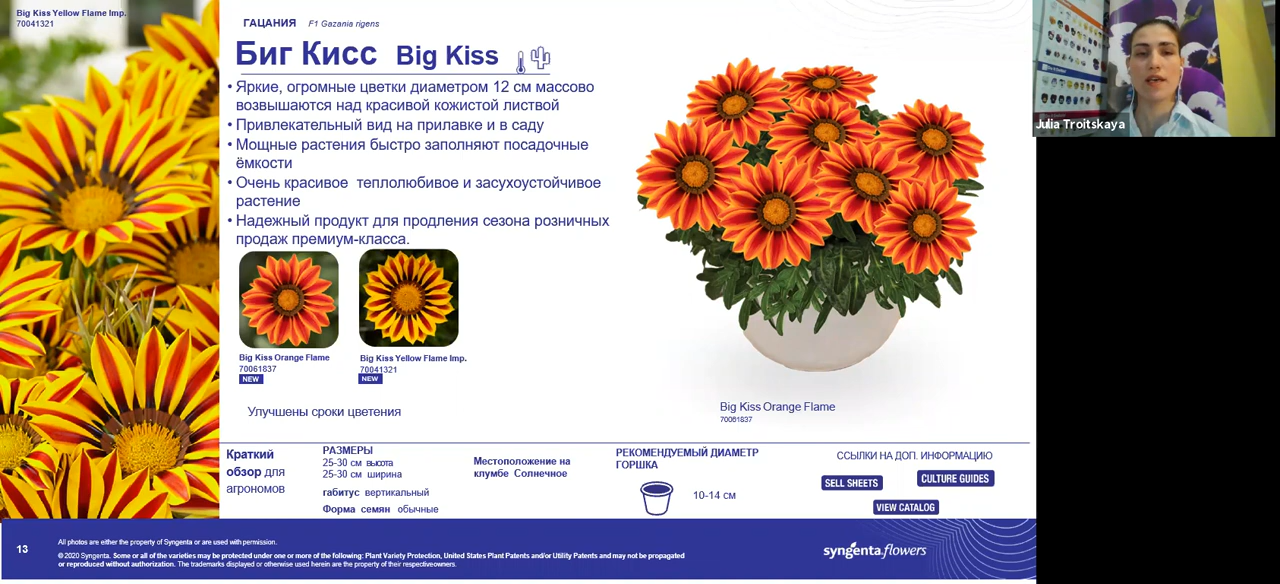 Big Kiss Yellow Flame Imp.
70041321
ГАЦАНИЯ F1 Gazania rigens
Биг Кисс Big Kiss
• Яркие, огромные цветки диаметром 12 см массово
возвышаются над красивой кожистой листвой
• Привлекательный вид на прилавке и в саду
• Мощные растения быстро заполняют посадочные
ёмкости
• Очень красивое теплолюбивое и засухоустойчивое
растение
• Надежный продукт для продления сезона розничных
продаж премиум-класса.
Big Kiss Orange Flame
70061837
NEW
Big Kiss Yellow Flame Imp.
70041321
NEW
Улучшены сроки цветения
Big Kiss Orange Flame
70061837
Julia Troitskaya
Краткий
обзор для
агрономов
РАЗМЕРЫ
25-30 см высота
25-30 см ширина
габитус вертикальный
Форма семян обычные
Местоположение на
клумбе Солнечное
РЕКОМЕНДУЕМЫЙ ДИАМЕТР
ГОРШКА
10-14 см
ССЫЛКИ НА ДОП. ИНФОРМАЦИЮ
SELL SHEETS
CULTURE GUIDES
VIEW CATALOG
13
All photos are either the property of Syngenta or are used with permission.
© 2020 Syngenta. Some or all of the varieties may be protected under one or more of the following: Plant Variety Protection, United States Plant Patents and/or Utility Patents and may not be propagated
or reproduced without authorization. The trademarks displayed or otherwise used herein are the property of their respectiveowners.
syngenta.flowers